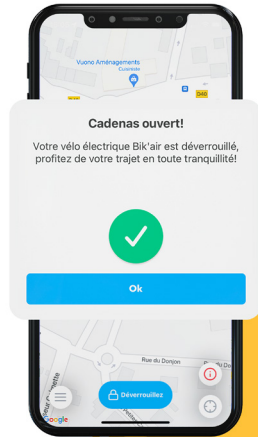 Vuono Aménagements
Cuisiniste
D40
Cadenas ouvert!
Votre vélo électrique Bik'air est déverrouillé,
profitez de votre trajet en toute tranquilité!
Ok
Rue du Donjon
Déverrouillez
Google